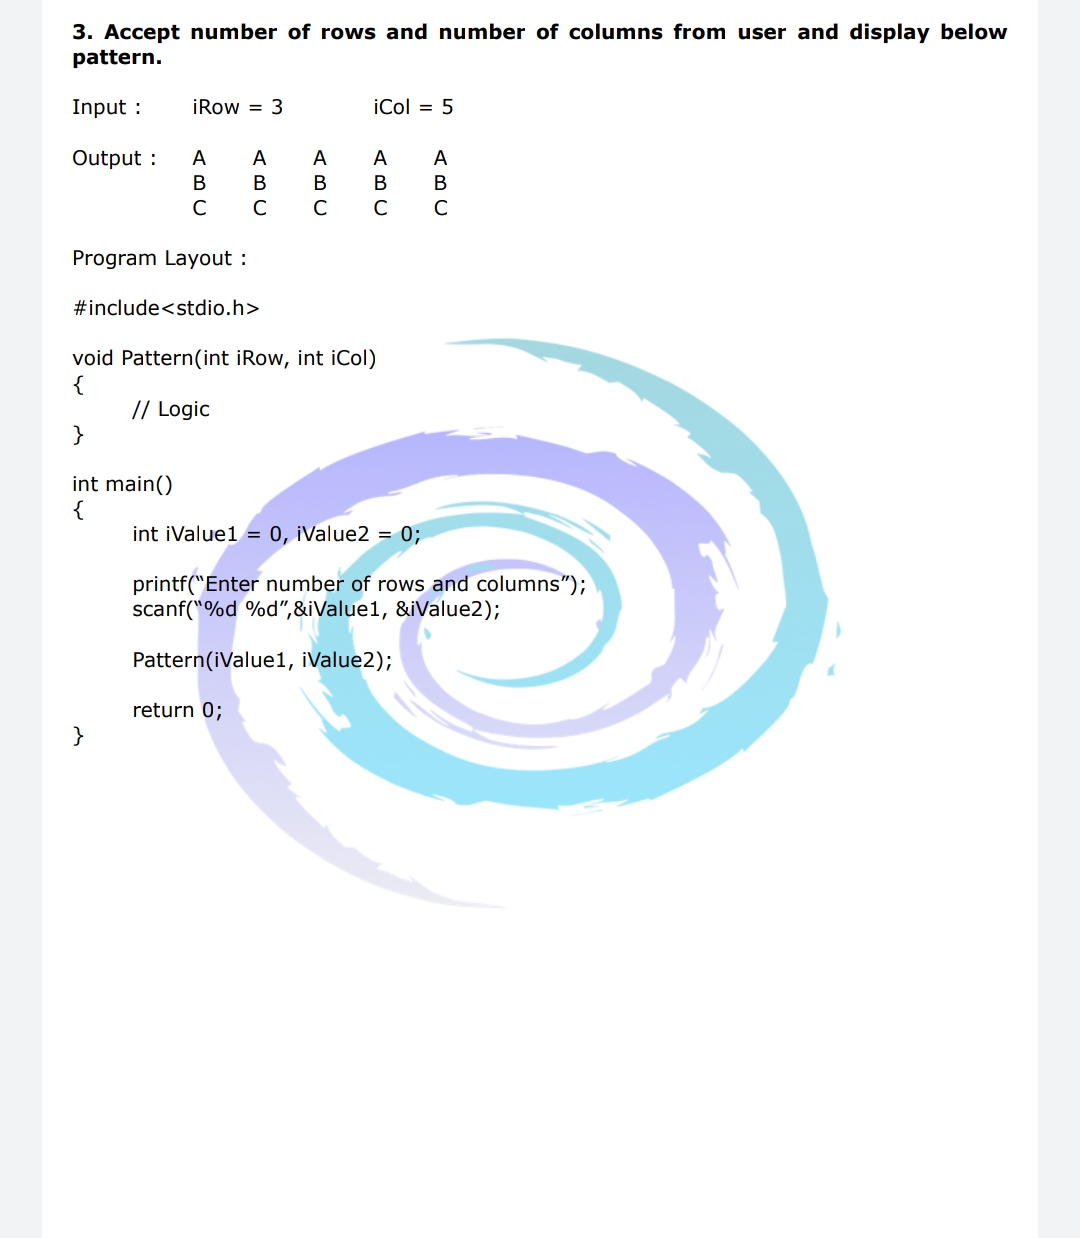 3. Accept number of rows and number of columns from user and display below
pattern.
Input : iRow = 3 iCol = 5
Output : A A A A A
B B B B B
C C C C C
Program Layout :
#include<stdio.h>
void Pattern(int iRow, int iCol)
{
// Logic
}
int main()
{
int iValue1 = 0, iValue2 = 0;
printf(“Enter number of rows and columns”);
scanf(“%d %d”,&iValue1, &iValue2);
Pattern(iValue1, iValue2);
return 0;
}